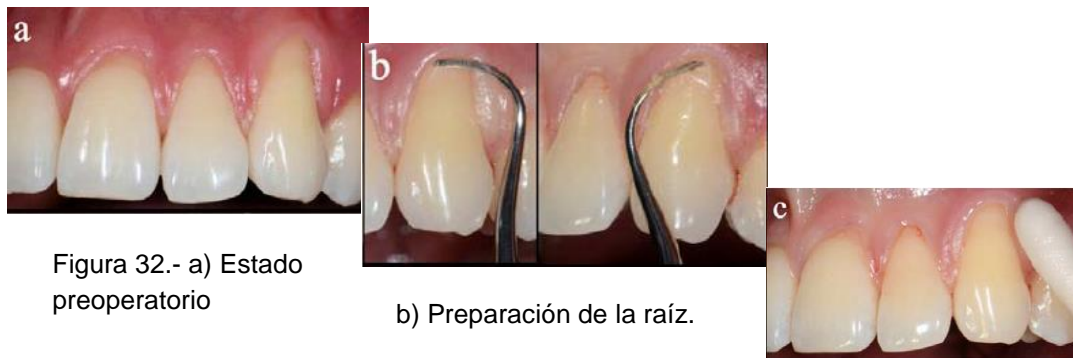 a
b
c
Figura 32.- a) Estado
preoperatorio
b) Preparación de la raíz.